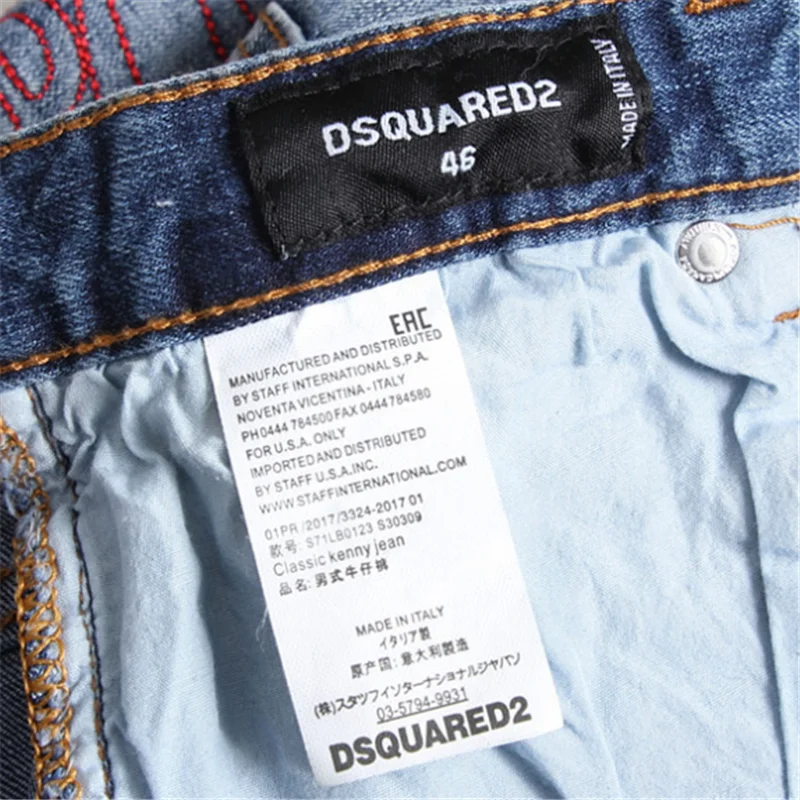 DSQUARED2
46
MADE IN ITALY
EAC
MANUFACTURED AND DISTRIBUTED
BY STAFF INTERNATIONAL S.P.A.
NOVENTA VICENTINA - ITALY
PH 0444 784500 FAX 0444 784580
FOR U.S.A. ONLY
IMPORTED AND DISTRIBUTED
BY STAFF U.S.A.INC.
WWW.STAFFINTERNATIONAL.COM
01PR /2017/3324-2017 01
款号: S71LB0123 S30309
Classic kenny jean
品名: 男式牛仔裤
MADE IN ITALY
イタリア製
原产国: 意大利製造
(株)スタッフインターナショナルジャパン
03-5794-9931
DSQUARED2